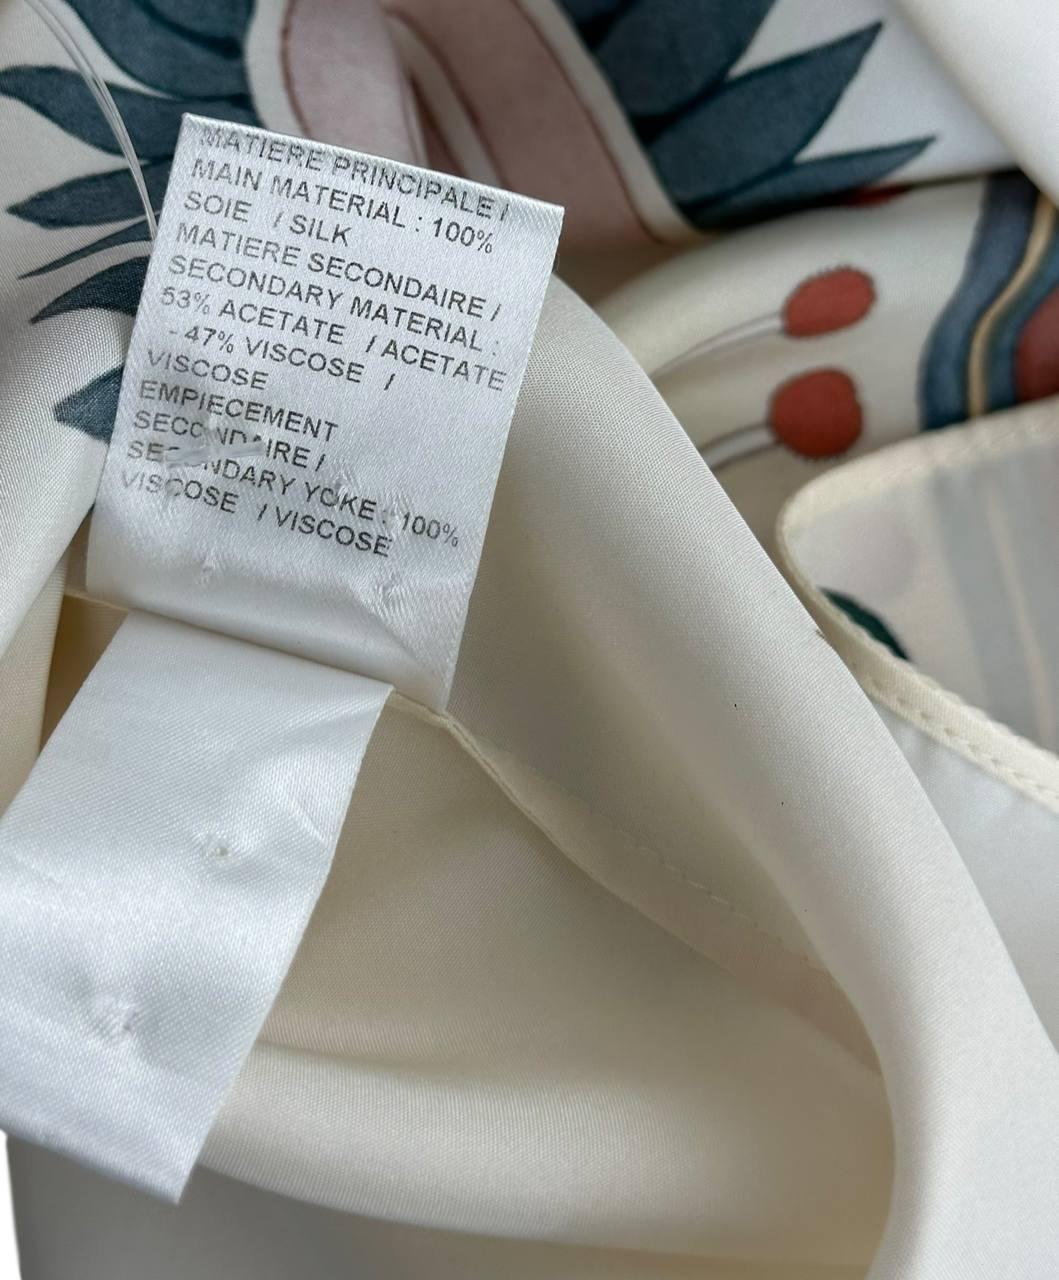 MATIERE PRINCIPALE /
MAIN MATERIAL : 100%
SOIE / SILK
MATIERE SECONDAIRE /
SECONDARY MATERIAL :
53% ACETATE / ACETATE
- 47% VISCOSE /
VISCOSE
EMPIECEMENT
SECONDAIRE /
SECONDARY YOKE : 100%
VISCOSE / VISCOSE